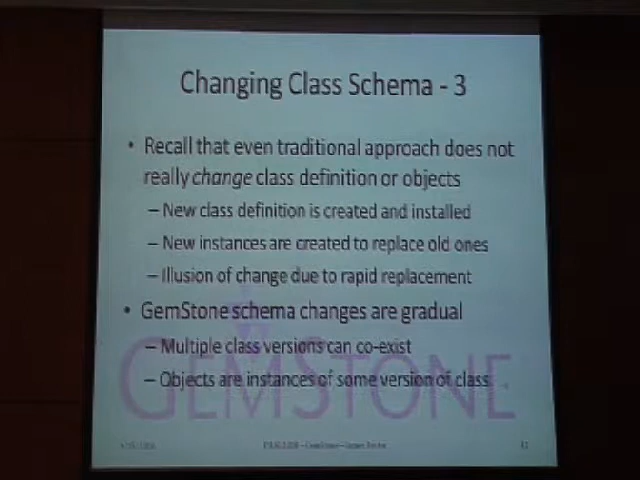 Changing Class Schema - 3
• Recall that even traditional approach does not
really change class definition or objects
– New class definition is created and installed
– New instances are created to replace old ones
– Illusion of change due to rapid replacement
• GemStone schema changes are gradual
– Multiple class versions can co-exist
– Objects are instances of some version of class
GEMSTONE